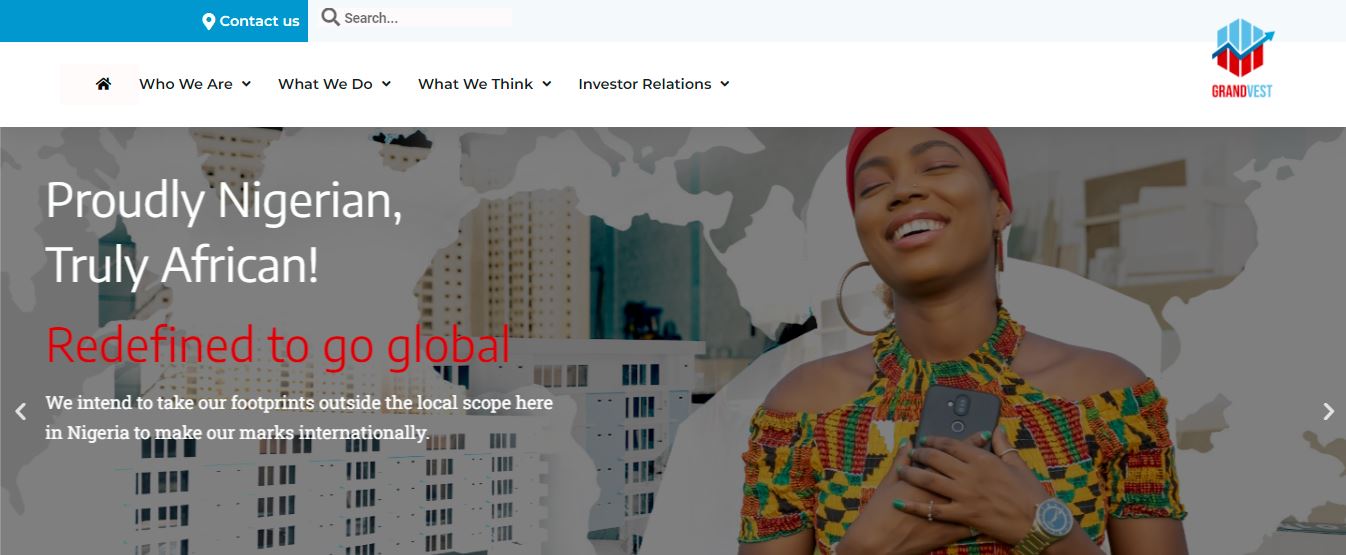 Contact us
Search...
GRANDVEST
Who We Are
What We Do
What We Think
Investor Relations
Proudly Nigerian,
Truly African!
Redefined to go global
We intend to take our footprints outside the local scope here
in Nigeria to make our marks internationally.